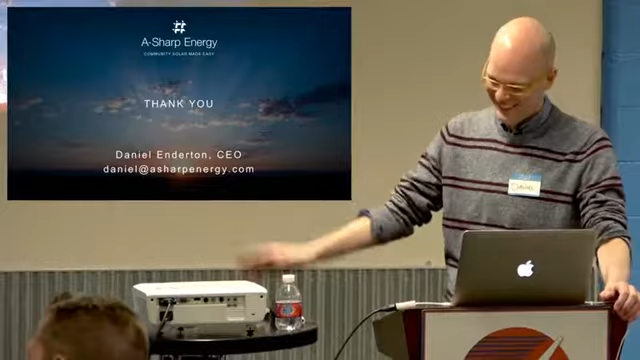 A-Sharp Energy
COMMUNITY SOLAR MADE EASY
THANK YOU
Daniel Enderton, CEO
daniel@asharpenergy.com